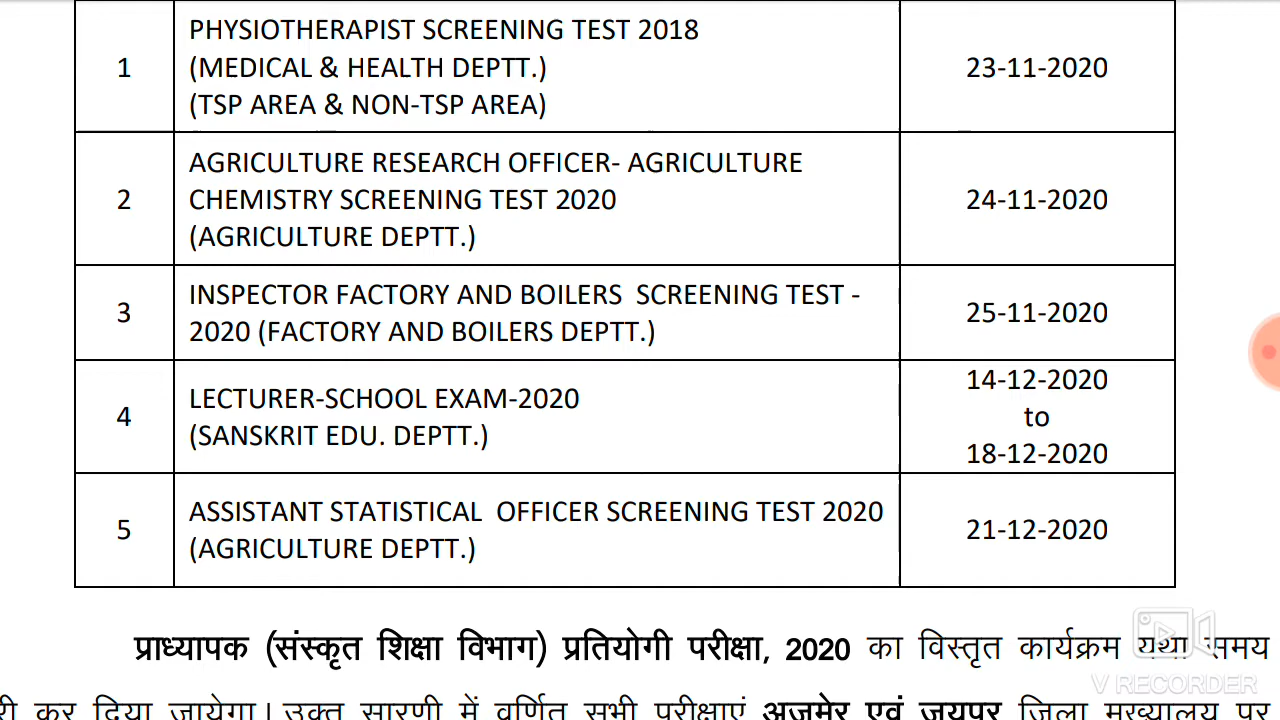 1
PHYSIOTHERAPIST SCREENING TEST 2018
(MEDICAL & HEALTH DEPTT.)
(TSP AREA & NON-TSP AREA)
23-11-2020
2
AGRICULTURE RESEARCH OFFICER- AGRICULTURE
CHEMISTRY SCREENING TEST 2020
(AGRICULTURE DEPTT.)
24-11-2020
3
INSPECTOR FACTORY AND BOILERS SCREENING TEST -
2020 (FACTORY AND BOILERS DEPTT.)
25-11-2020
4
LECTURER-SCHOOL EXAM-2020
(SANSKRIT EDU. DEPTT.)
14-12-2020
to
18-12-2020
5
ASSISTANT STATISTICAL OFFICER SCREENING TEST 2020
(AGRICULTURE DEPTT.)
21-12-2020
प्राध्यापक (संस्कृत शिक्षा विभाग) प्रतियोगी परीक्षा, 2020 का विस्तृत कार्यक्रम यथा समय
कर दिया जायेगा। उक्त सारणी में वर्णित सभी परीक्षाएं अजमेर एवं जयपुर जिला मुख्यालय पर
V RECORDER